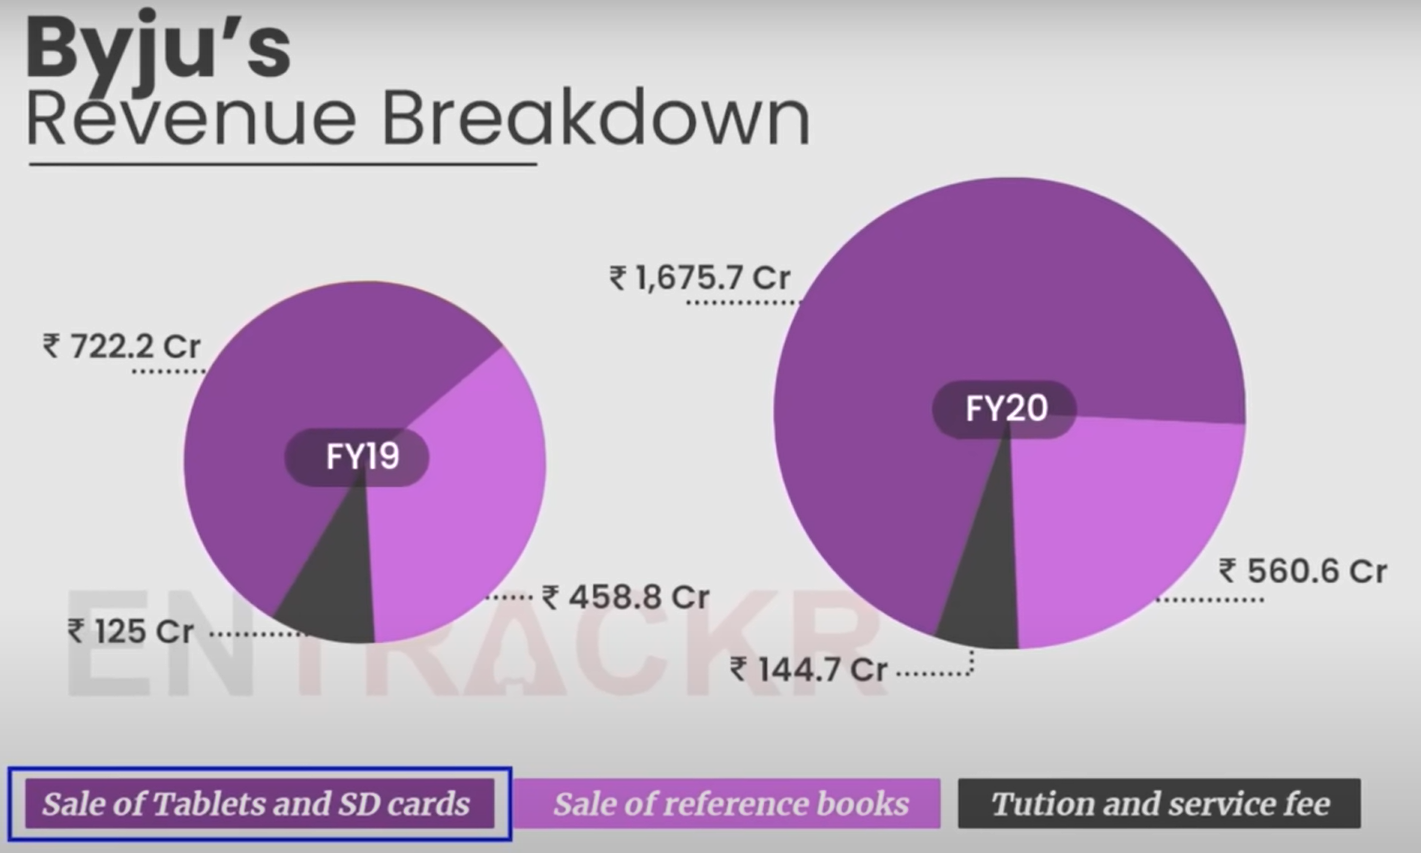 Byju’s
Revenue Breakdown
₹ 722.2 Cr
FY19
₹ 458.8 Cr
₹ 125 Cr
₹ 1,675.7 Cr
FY20
₹ 560.6 Cr
₹ 144.7 Cr
ENTRACKR
Sale of Tablets and SD cards
Sale of reference books
Tution and service fee